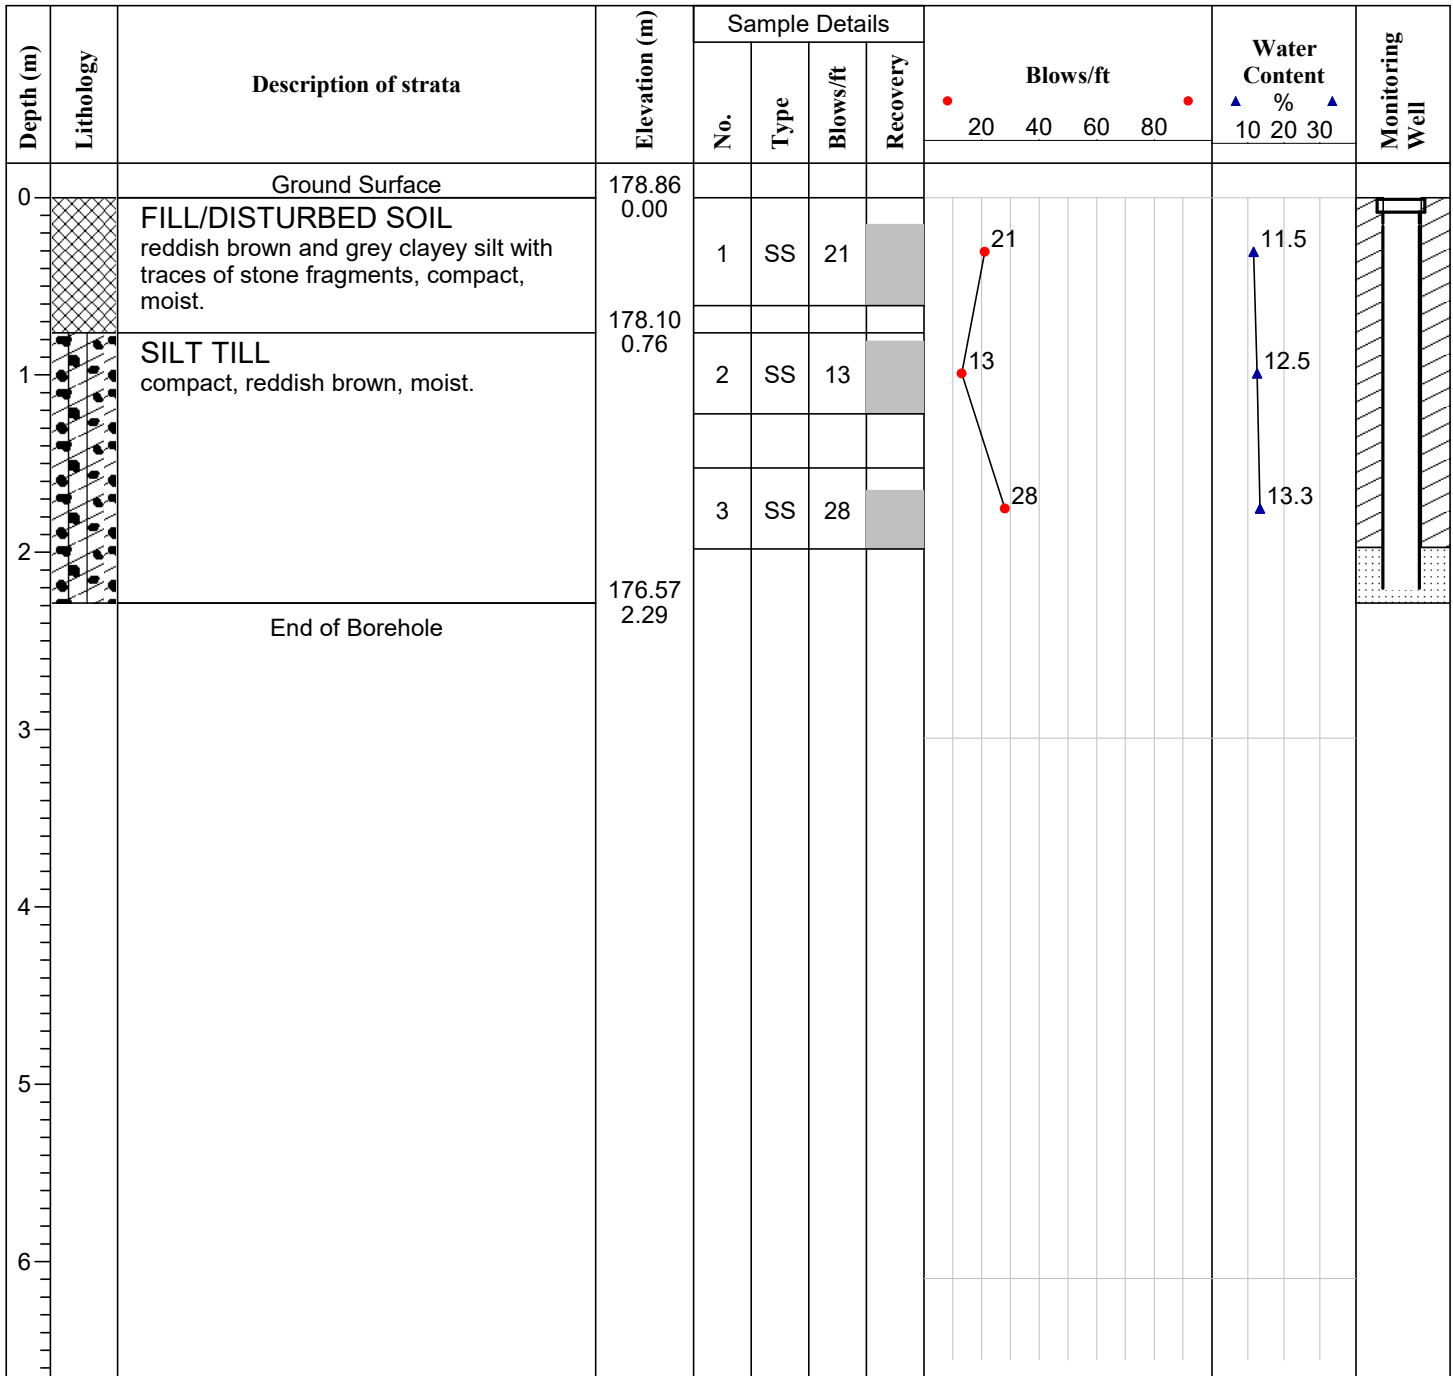 Depth (m)
Lithology
Description of strata
Elevation (m)
Sample Details
No.
Type
Blows/ft
Recovery
Blows/ft
20 40 60 80
Water
Content
%
10 20 30
Monitoring
Well
Ground Surface
178.86
0
0.00
FILL/DISTURBED SOIL
reddish brown and grey clayey silt with
traces of stone fragments, compact,
moist.
1 SS 21
21
11.5
178.10
0.76
SILT TILL
compact, reddish brown, moist.
1
2 SS 13
13
12.5
3 SS 28
28
13.3
2
176.57
2.29
End of Borehole
3
4
5
6